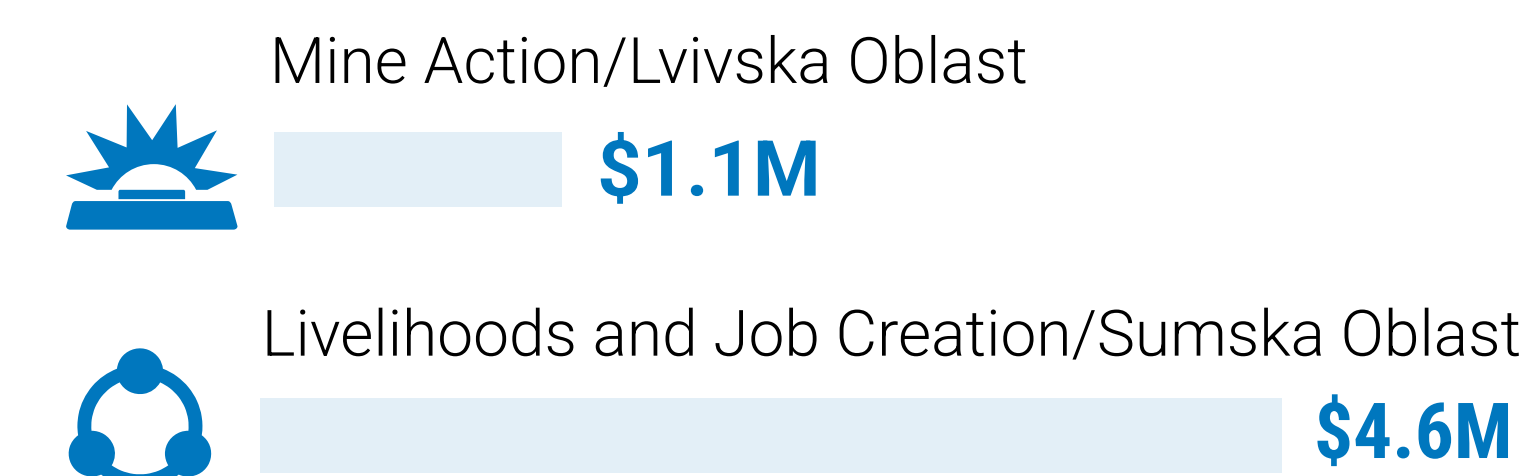 Mine Action/Lvivska Oblast
$1.1M
Livelihoods and Job Creation/Sumska Oblast
$4.6M